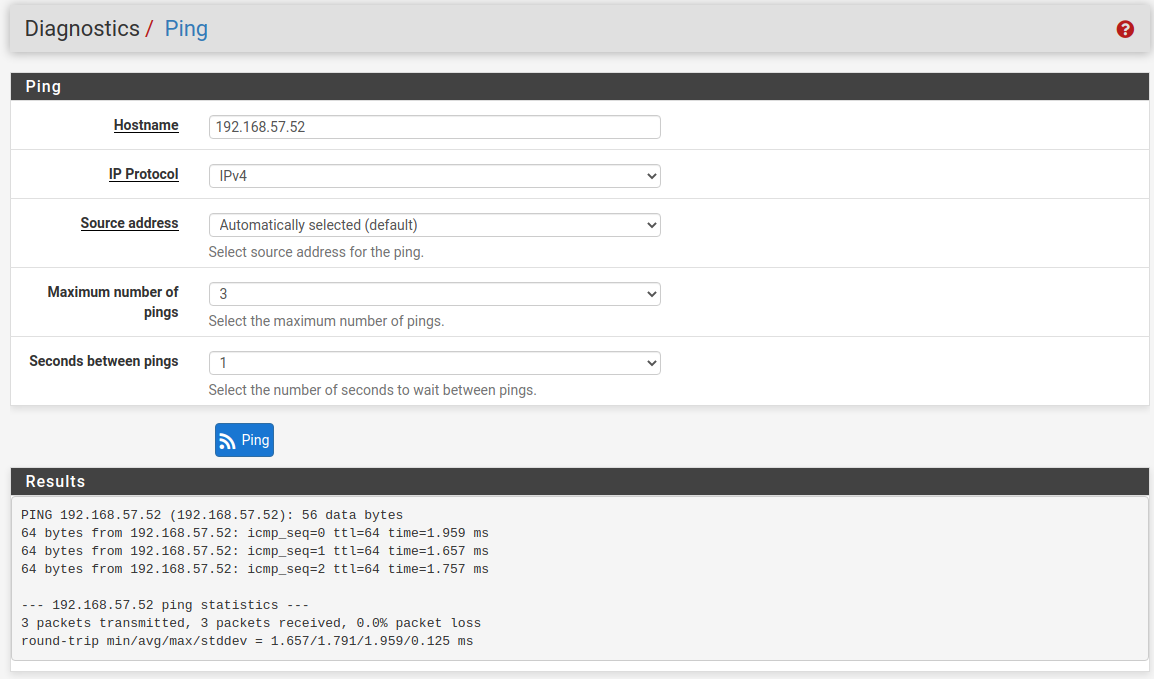 Diagnostics / Ping
Ping
Hostname
192.168.57.52
IP Protocol
IPv4
Source address
Automatically selected (default)
Select source address for the ping.
Maximum number of
pings
3
Select the maximum number of pings.
Seconds between pings
1
Select the number of seconds to wait between pings.
Ping
Results
PING 192.168.57.52 (192.168.57.52): 56 data bytes
64 bytes from 192.168.57.52: icmp_seq=0 ttl=64 time=1.959 ms
64 bytes from 192.168.57.52: icmp_seq=1 ttl=64 time=1.657 ms
64 bytes from 192.168.57.52: icmp_seq=2 ttl=64 time=1.757 ms
--- 192.168.57.52 ping statistics ---
3 packets transmitted, 3 packets received, 0.0% packet loss
round-trip min/avg/max/stddev = 1.657/1.791/1.959/0.125 ms